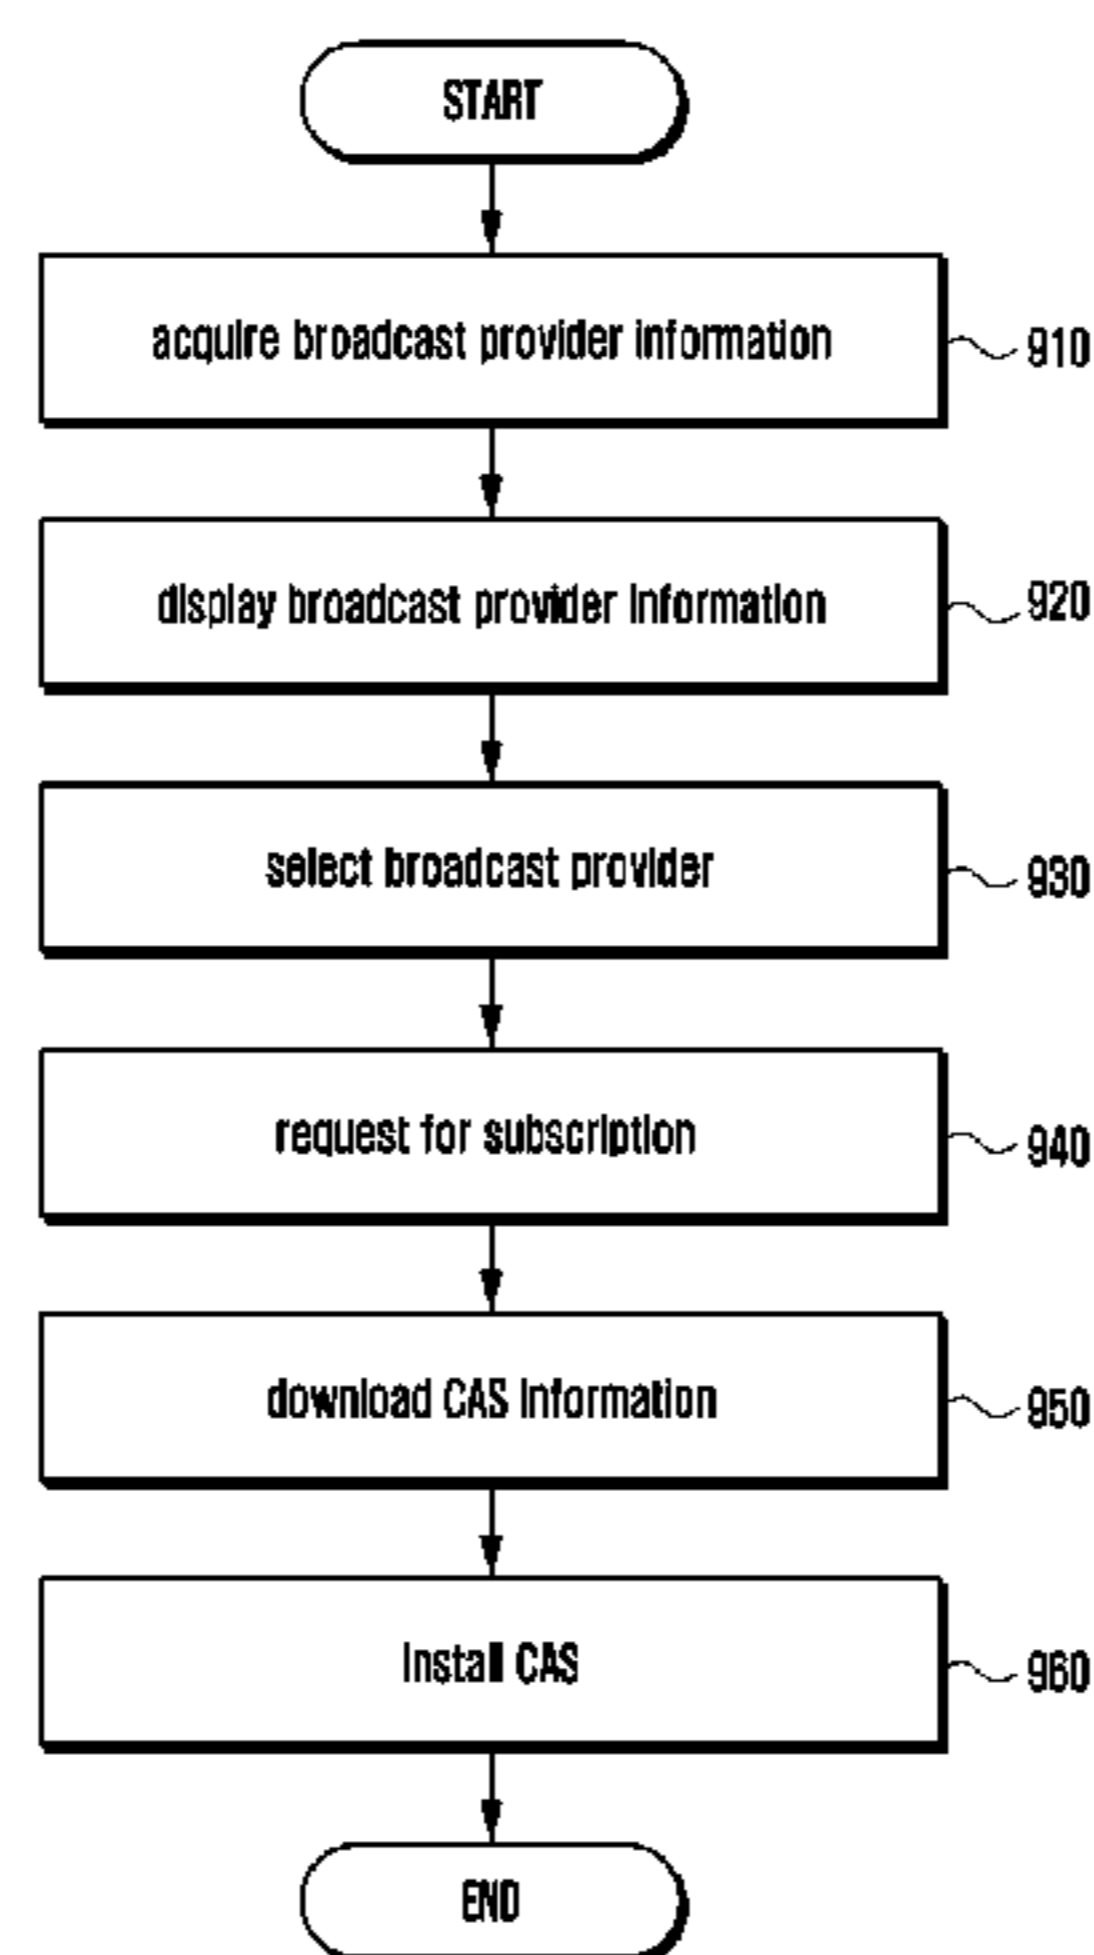 START
acquire broadcast provider information
910
display broadcast provider information
920
select broadcast provider
930
request for subscription
940
download CAS information
950
install CAS
960
END